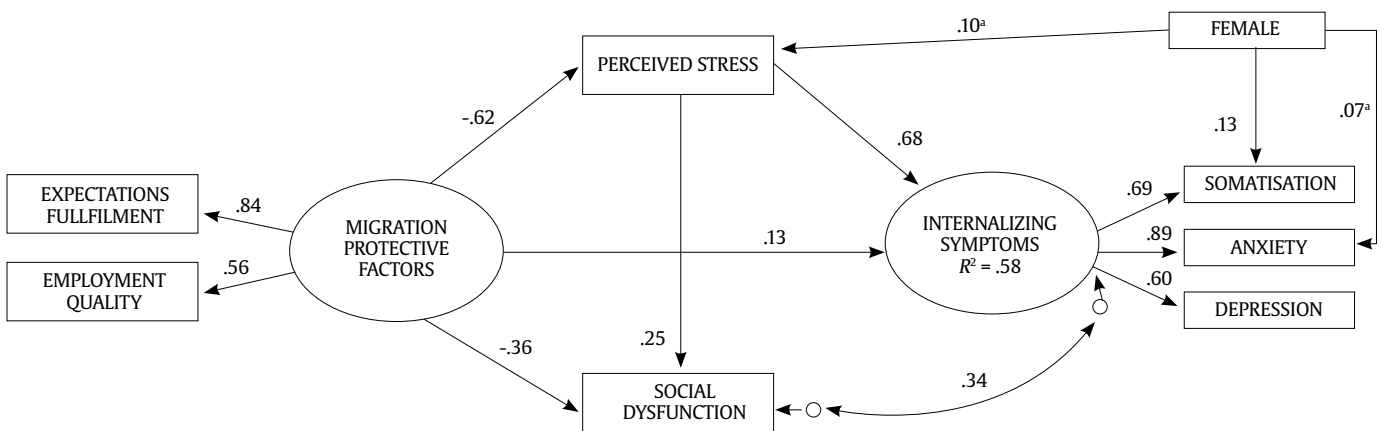 .10ᵃ
FEMALE
PERCEIVED STRESS
-.62
.68
.13
.07ᵃ
EXPECTATIONS
FULLFILMENT
.84
MIGRATION
PROTECTIVE
FACTORS
.13
INTERNALIZING
SYMPTOMS
R² = .58
.69
SOMATISATION
.89
ANXIETY
.60
DEPRESSION
EMPLOYMENT
QUALITY
.56
-.36
.25
.34
SOCIAL
DYSFUNCTION